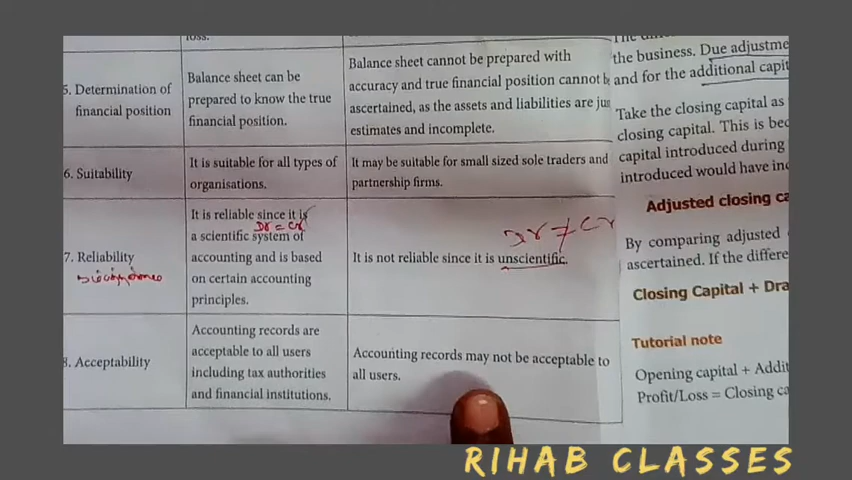 loss.
5. Determination of
financial position
Balance sheet can be
prepared to know the true
financial position.
Balance sheet cannot be prepared with
accuracy and true financial position cannot b
ascertained, as the assets and liabilities are jus
estimates and incomplete.
6. Suitability
It is suitable for all types of
organisations.
It may be suitable for small sized sole traders and
partnership firms.
7. Reliability
It is reliable since it is
Dr = Cr
a scientific system of
accounting and is based
on certain accounting
principles.
Dr ≠ Cr
It is not reliable since it is unscientific.
8. Acceptability
Accounting records are
acceptable to all users
including tax authorities
and financial institutions.
Accounting records may not be acceptable to
all users.
the business. Due adjustme
and for the additional capit
Take the closing capital as
closing capital. This is bec
capital introduced during
introduced would have inc
Adjusted closing ca
By comparing adjusted
ascertained. If the differe
Closing Capital + Dra
Tutorial note
Opening capital + Addit
Profit/Loss = Closing ca
RIHAB CLASSES